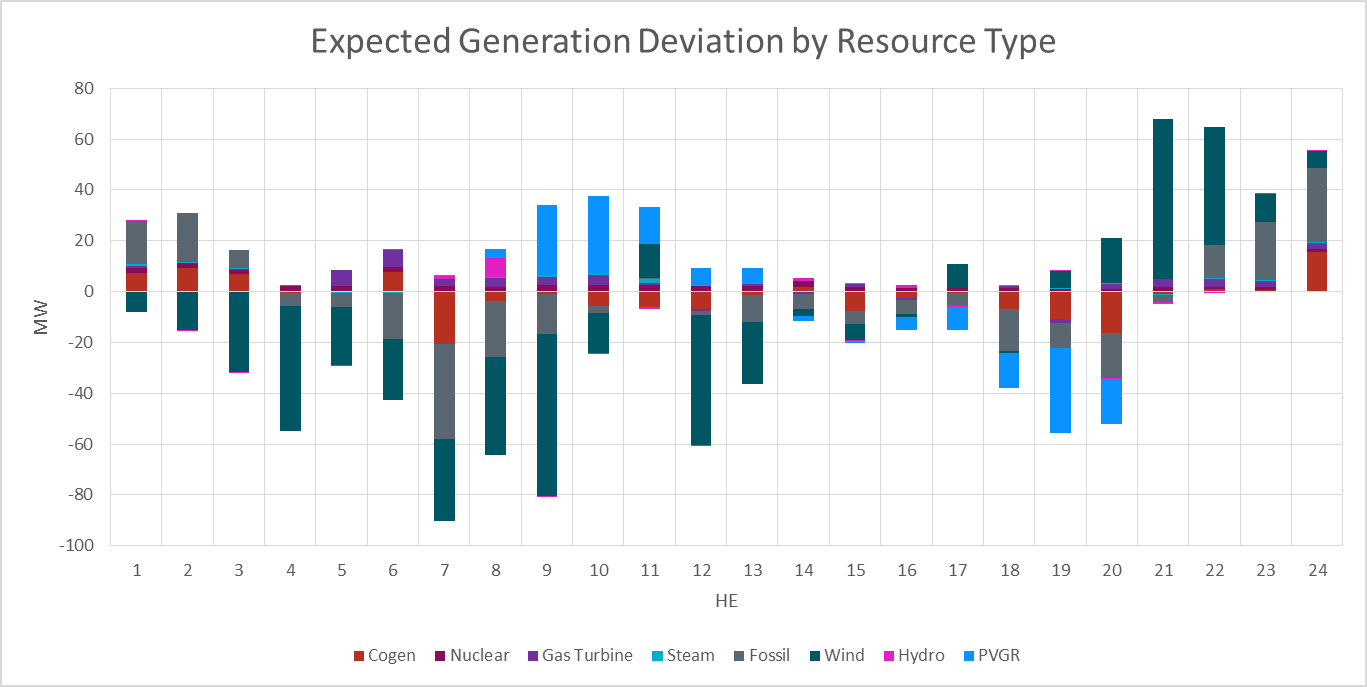 Expected Generation Deviation by Resource Type
80
60
40
20
0
-20
-40
-60
-80
-100
MW
1 2 3 4 5 6 7 8 9 10 11 12 13 14 15 16 17 18 19 20 21 22 23 24
HE
Cogen Nuclear Gas Turbine Steam Fossil Wind Hydro PVGR